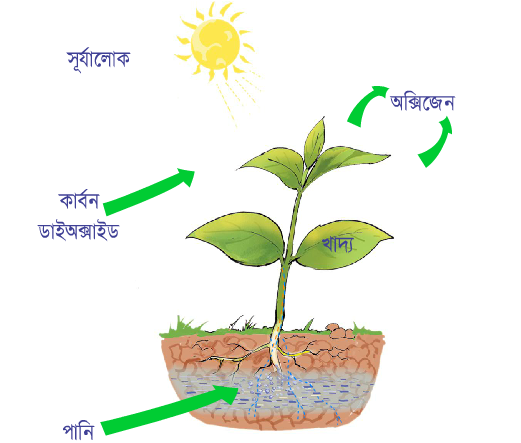 সূর্যালোক
অক্সিজেন
কার্বন
ডাইঅক্সাইড
খাদ্য
পানি